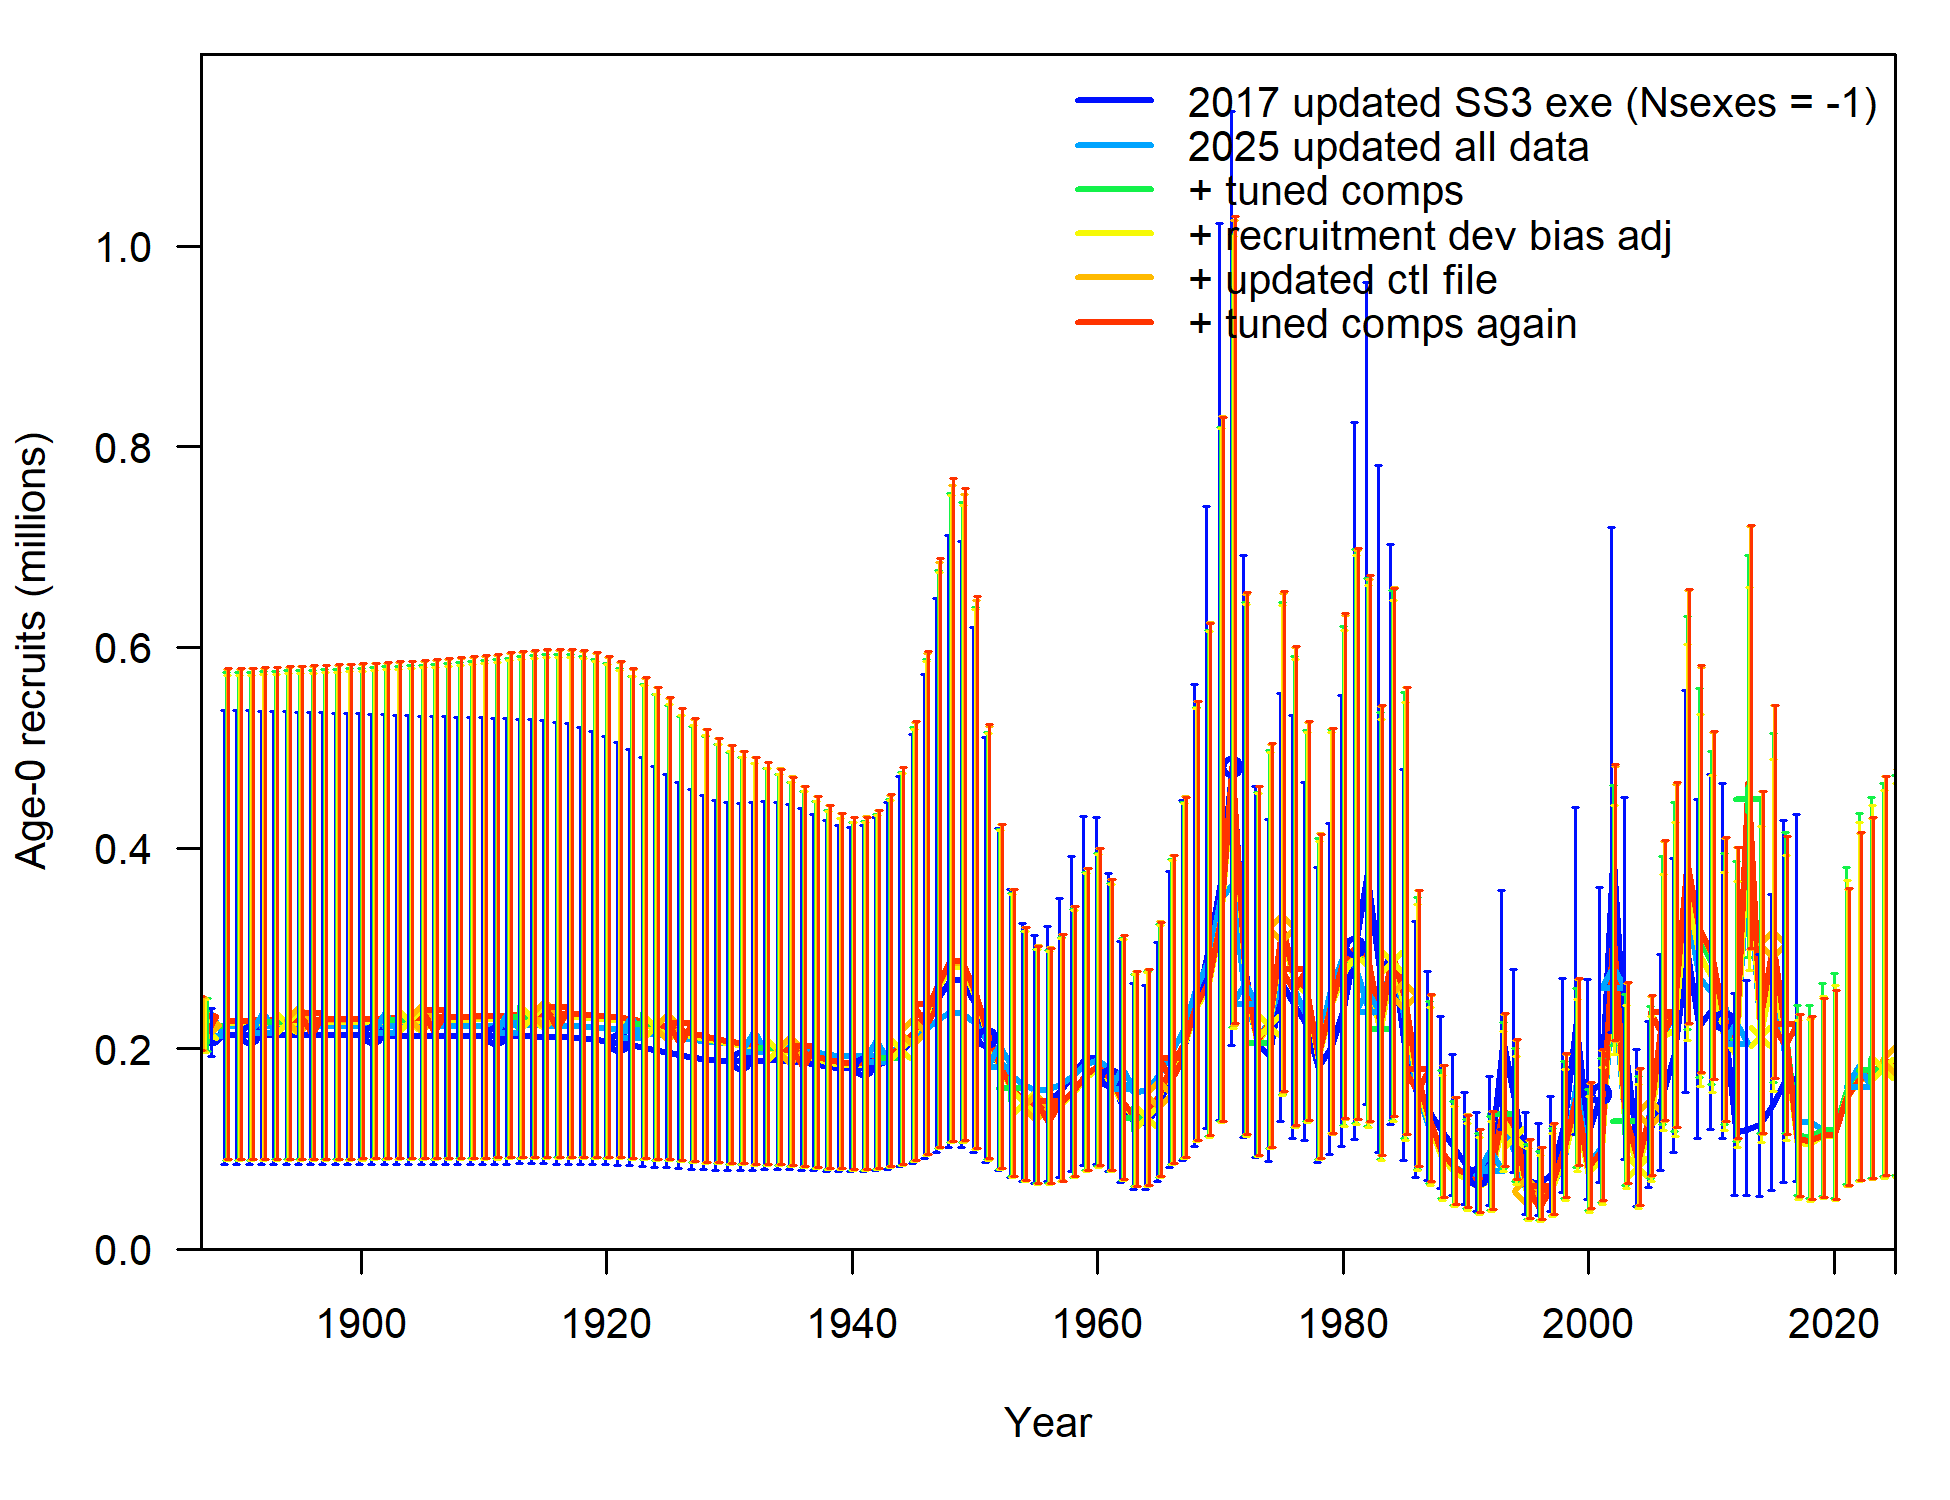 2017 updated SS3 exe (Nsexes = -1)
2025 updated all data
+ tuned comps
+ recruitment dev bias adj
+ updated ctl file
+ tuned comps again
1.0
0.8
0.6
0.4
0.2
0.0
Age-0 recruits (millions)
1900 1920 1940 1960 1980 2000 2020
Year